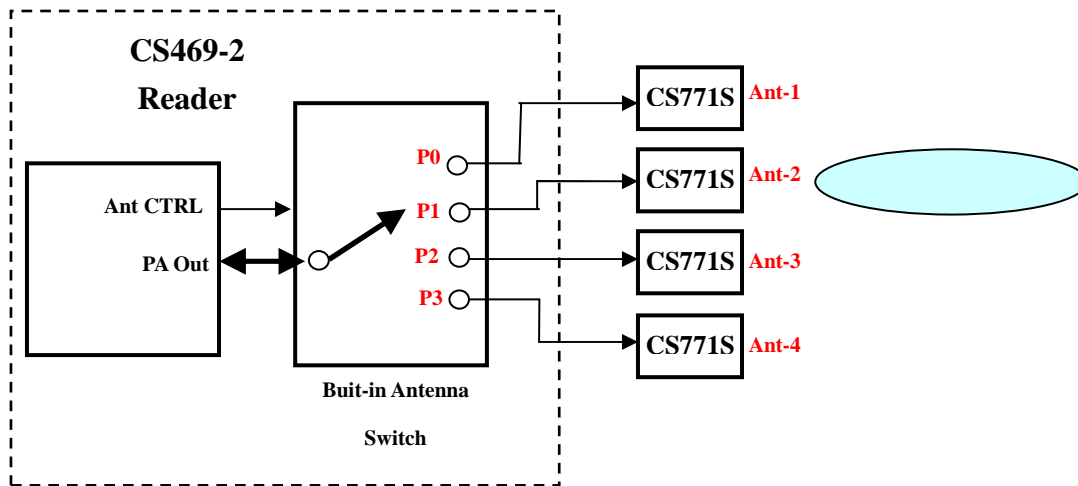 CS469-2
Reader
Ant CTRL
PA Out
P0
P1
P2
P3
Buit-in Antenna
Switch
CS771S Ant-1
CS771S Ant-2
CS771S Ant-3
CS771S Ant-4